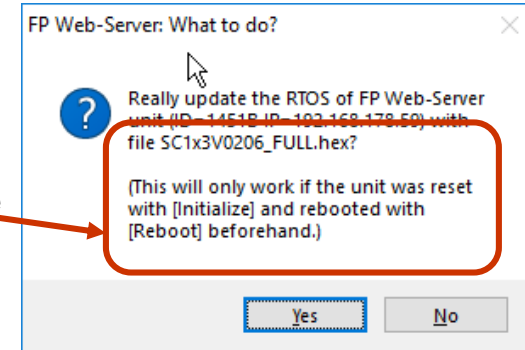 FP Web-Server: What to do?
Really update the RTOS of FP Web-Server
unit (ID=1451B IP=192.168.178.59) with
file SC1x3V0206_FULL.hex?
(This will only work if the unit was reset
with [Initialize] and rebooted with
[Reboot] beforehand.)
Yes
No